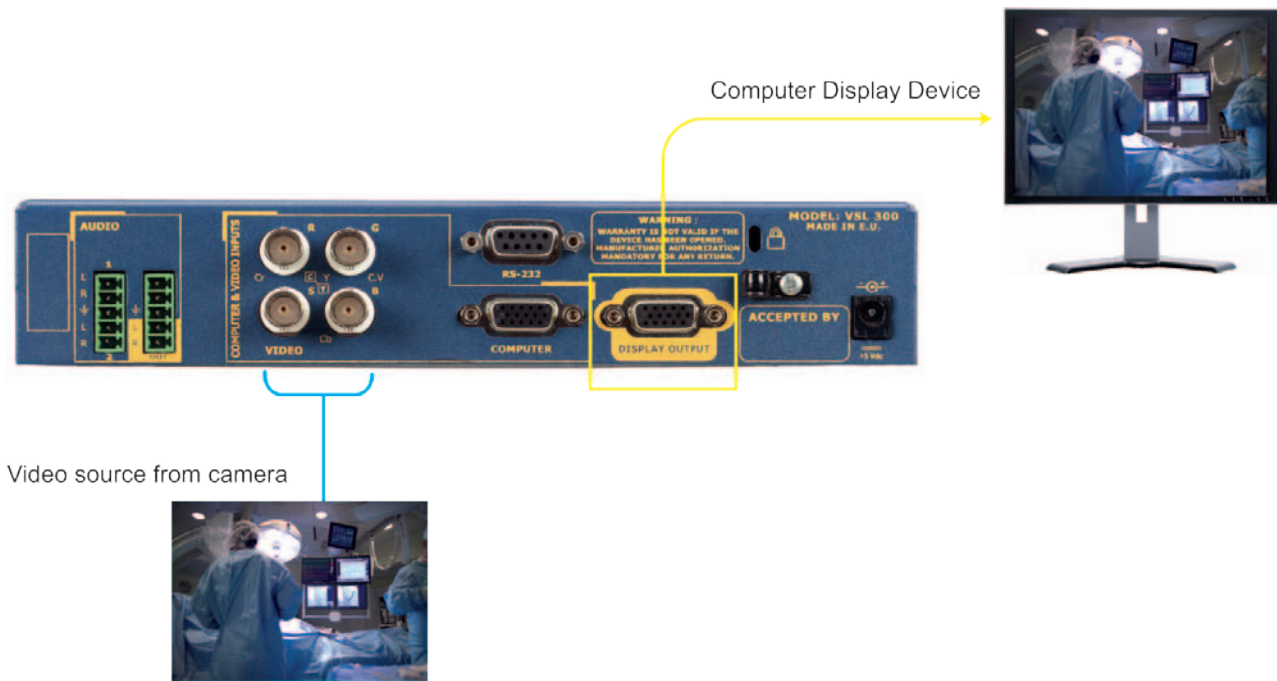 Computer Display Device
AUDIO
1
L
R
L
R
2
COMPUTER & VIDEO INPUTS
R
G
Cr
C Y
C.V
S
Y
B
Cb
VIDEO
RS-232
COMPUTER
WARNING :
WARRANTY IS NOT VALID IF THE
DEVICE HAS BEEN OPENED.
MANUFACTURER AUTHORIZATION
MANDATORY FOR ANY RETURN.
MODEL: VSL 300
MADE IN E.U.
DISPLAY OUTPUT
ACCEPTED BY
+5 Vdc
Video source from camera